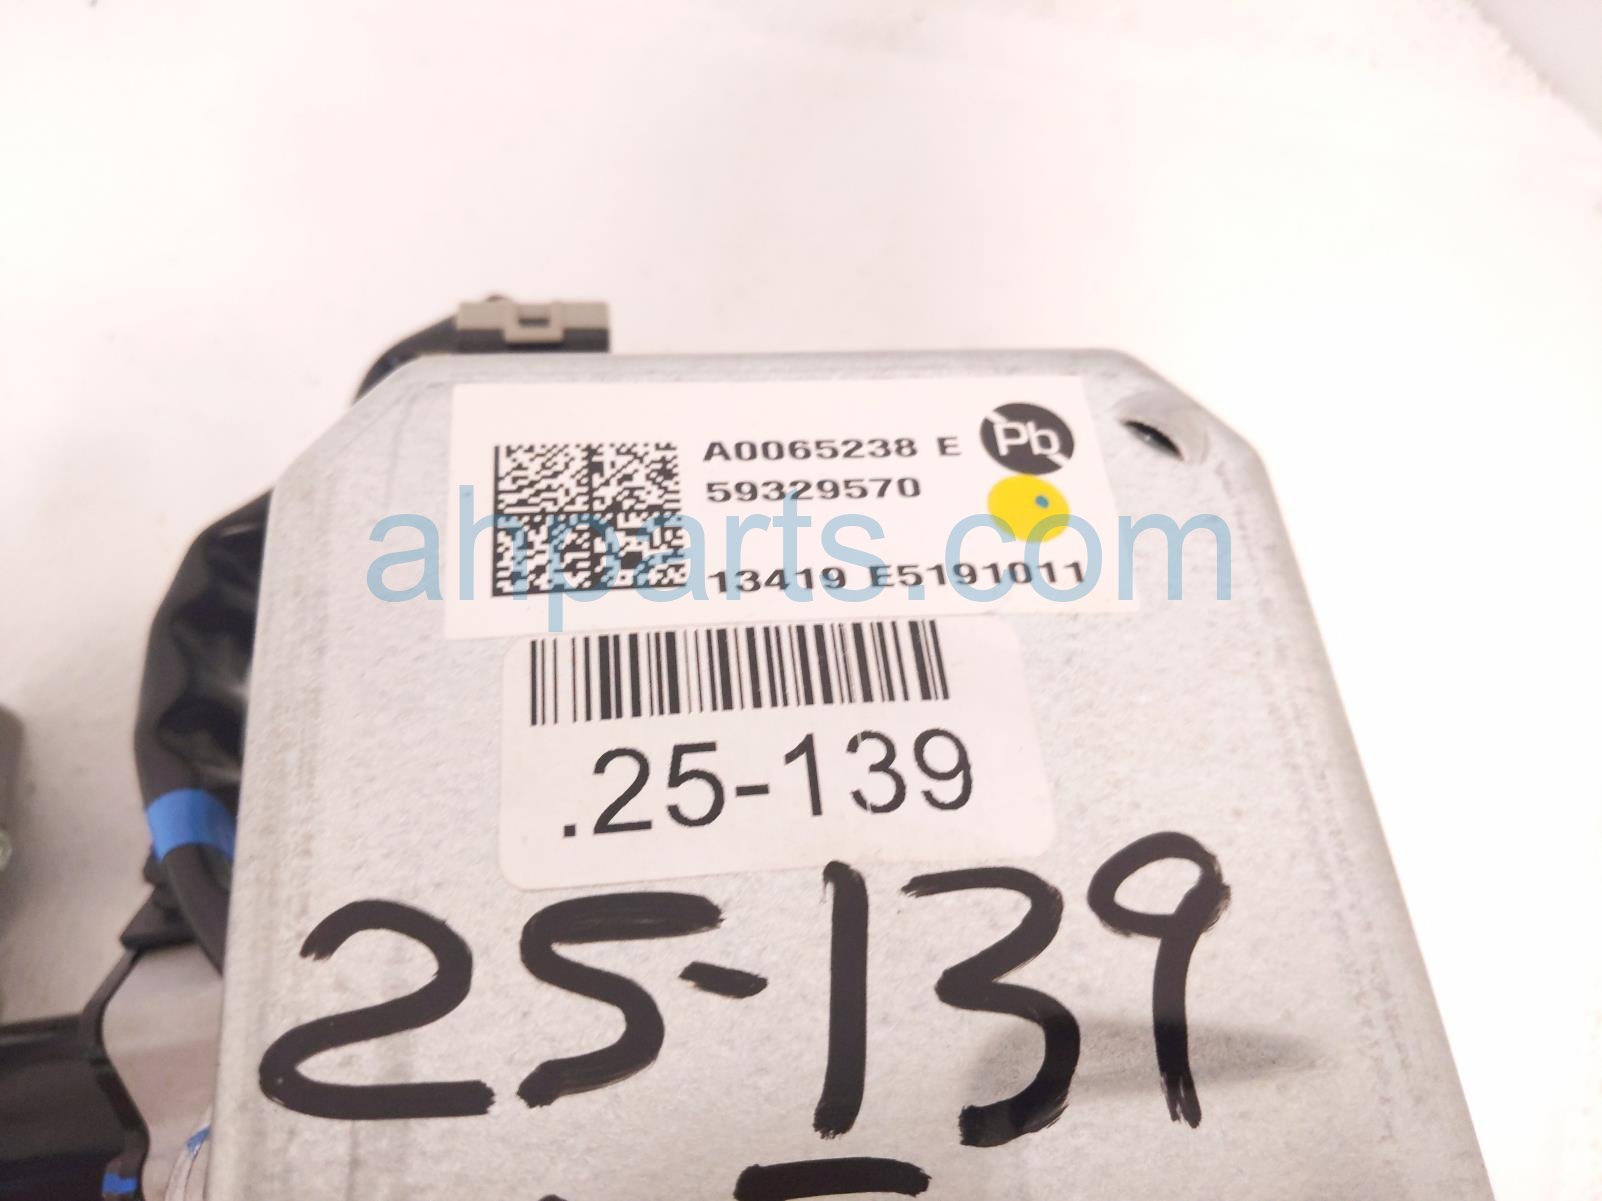 A0065238 E Pb
59329570
13419 E5191011
ahparts.com
.25-139
25-139